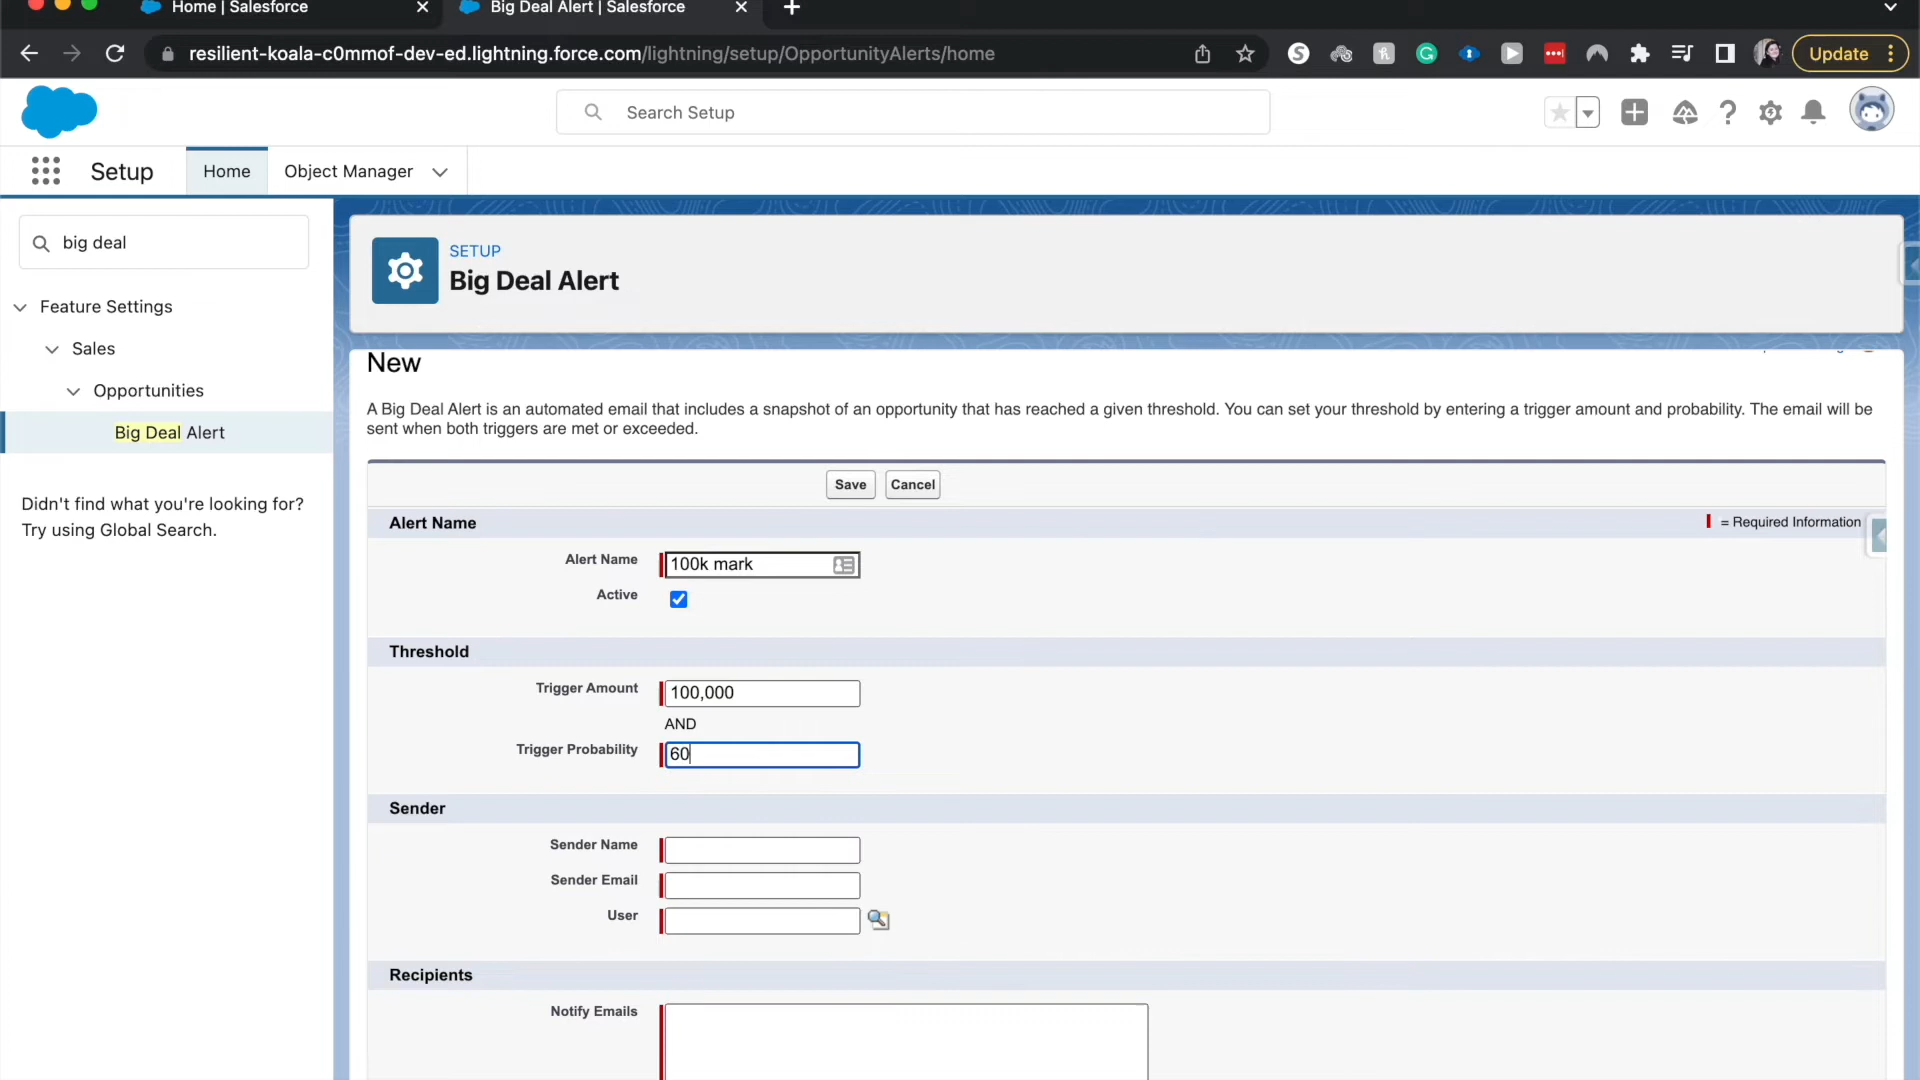 Home | Salesforce
Big Deal Alert | Salesforce
resilient-koala-c0mmof-dev-ed.lightning.force.com/lightning/setup/OpportunityAlerts/home
Update
Search Setup
Setup
Home
Object Manager
big deal
Feature Settings
Sales
Opportunities
Big Deal Alert
Didn't find what you're looking for?
Try using Global Search.
SETUP
Big Deal Alert
New
A Big Deal Alert is an automated email that includes a snapshot of an opportunity that has reached a given threshold. You can set your threshold by entering a trigger amount and probability. The email will be
sent when both triggers are met or exceeded.
Save
Cancel
Alert Name
= Required Information
Alert Name
100k mark
Active
Threshold
Trigger Amount
100,000
AND
Trigger Probability
60
Sender
Sender Name
Sender Email
User
Recipients
Notify Emails